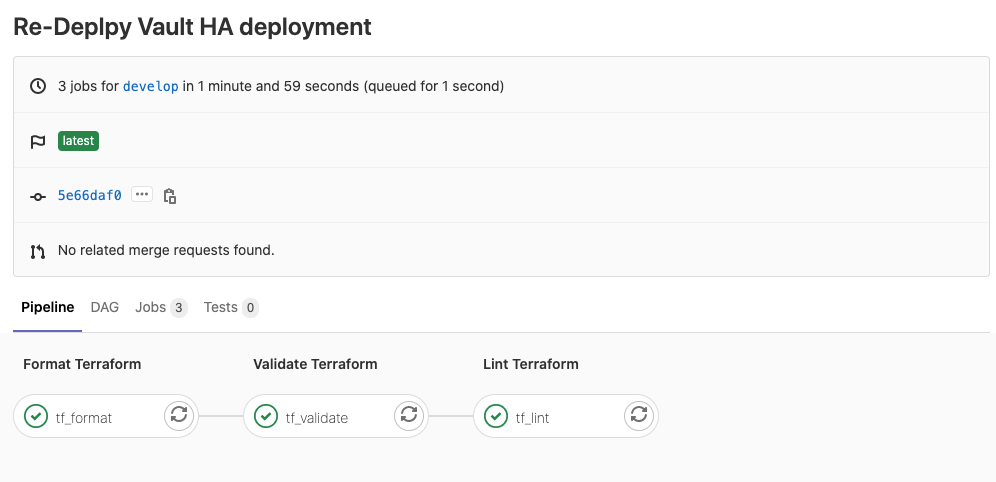 Re-Deplpy Vault HA deployment
3 jobs for develop in 1 minute and 59 seconds (queued for 1 second)
latest
5e66daf0 ...
No related merge requests found.
Pipeline DAG Jobs 3 Tests 0
Format Terraform Validate Terraform Lint Terraform
tf_format tf_validate tf_lint